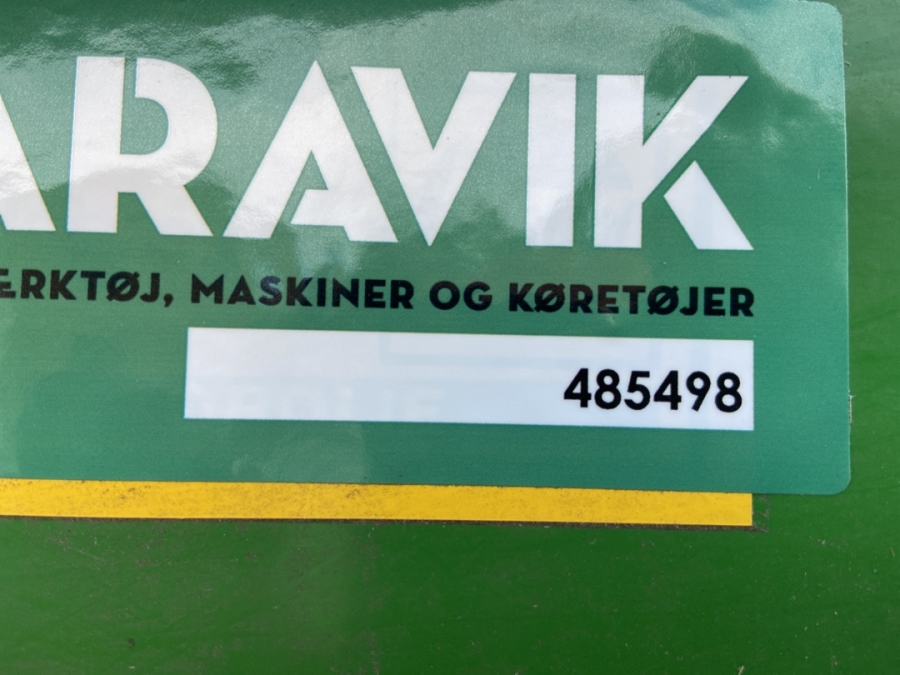 ARAVIK
ERKTØJ, MASKINER OG KØRETØJER
485498